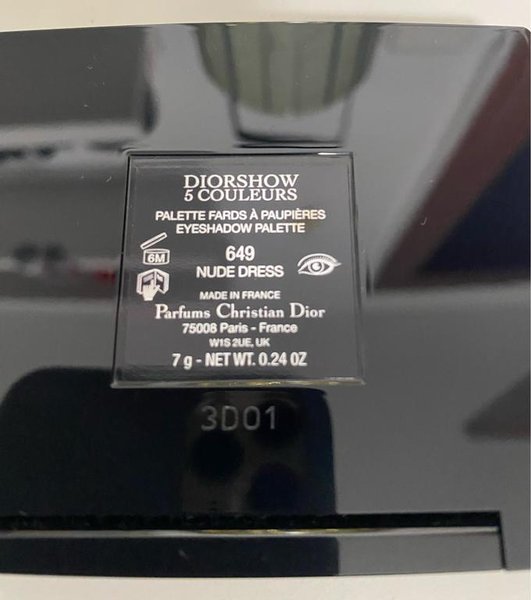 DIORSHOW
5 COULEURS
PALETTE FARDS À PAUPIÈRES
EYESHADOW PALETTE
6M
649
NUDE DRESS
MADE IN FRANCE
Parfums Christian Dior
75008 Paris - France
W1S 2UE, UK
7 g - NET WT. 0.24 OZ
3D01